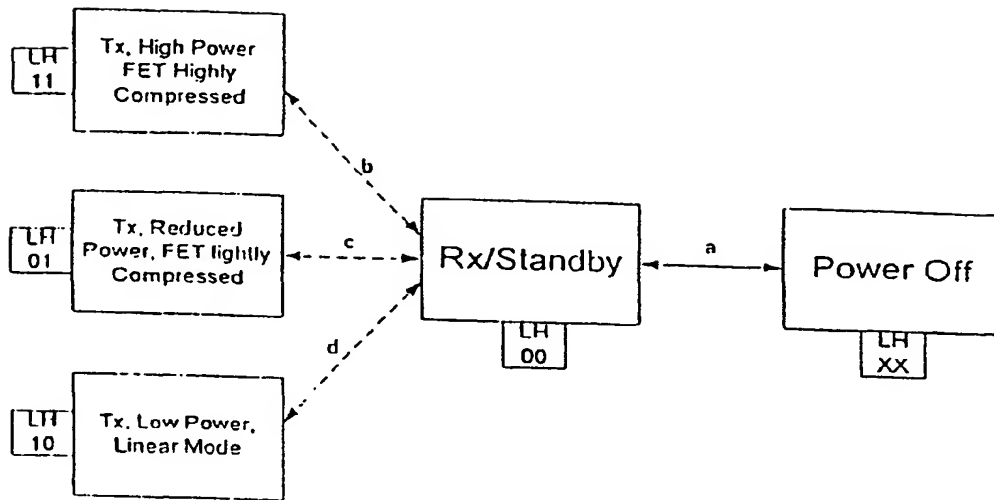 Tx, High Power
FET Highly
Compressed
LH
11
b
Tx, Reduced
Power, FET lightly
Compressed
LH
01
c
Rx/Standby
LH
00
a
Power Off
LH
XX
d
Tx, Low Power,
Linear Mode
LH
10